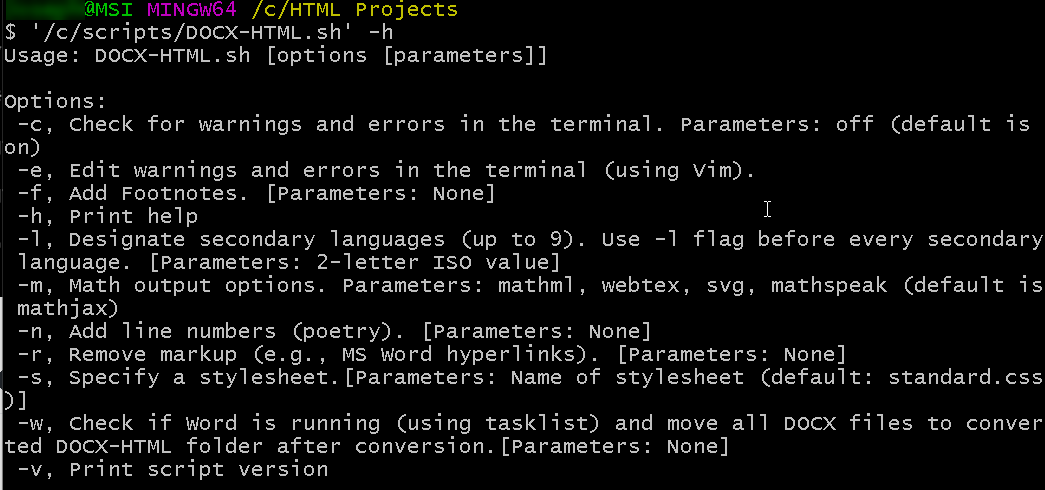 @MSI MINGW64 /c/HTML Projects
$ '/c/scripts/DOCX-HTML.sh' -h
Usage: DOCX-HTML.sh [options [parameters]]
Options:
-c, Check for warnings and errors in the terminal. Parameters: off (default is
on)
-e, Edit warnings and errors in the terminal (using Vim).
-f, Add Footnotes. [Parameters: None]
-h, Print help
-l, Designate secondary languages (up to 9). Use -l flag before every secondary
language. [Parameters: 2-letter ISO value]
-m, Math output options. Parameters: mathml, webtex, svg, mathspeak (default is
mathjax)
-n, Add line numbers (poetry). [Parameters: None]
-r, Remove markup (e.g., MS Word hyperlinks). [Parameters: None]
-s, Specify a stylesheet.[Parameters: Name of stylesheet (default: standard.css
)]
-w, Check if Word is running (using tasklist) and move all DOCX files to conver
ted DOCX-HTML folder after conversion.[Parameters: None]
-v, Print script version